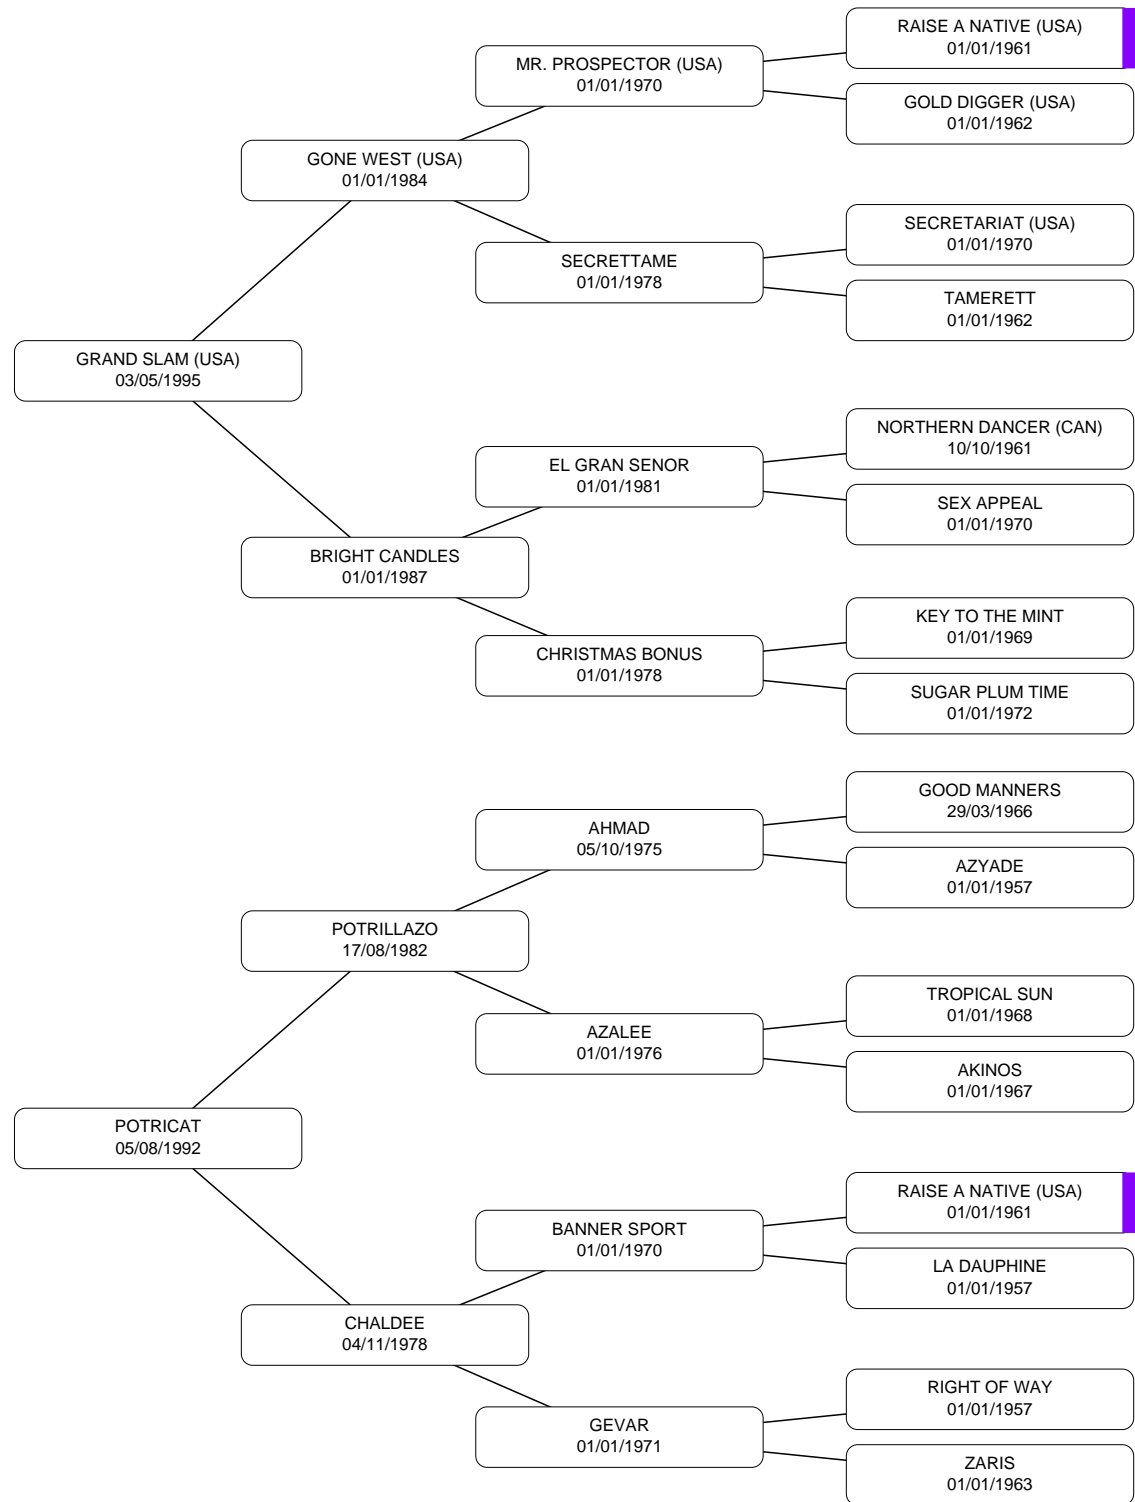 RAISE A NATIVE (USA)
01/01/1961
MR. PROSPECTOR (USA)
01/01/1970
GOLD DIGGER (USA)
01/01/1962
GONE WEST (USA)
01/01/1984
SECRETARIAT (USA)
01/01/1970
SECRETTAME
01/01/1978
TAMERETT
01/01/1962
GRAND SLAM (USA)
03/05/1995
NORTHERN DANCER (CAN)
10/10/1961
EL GRAN SENOR
01/01/1981
SEX APPEAL
01/01/1970
BRIGHT CANDLES
01/01/1987
KEY TO THE MINT
01/01/1969
CHRISTMAS BONUS
01/01/1978
SUGAR PLUM TIME
01/01/1972
GOOD MANNERS
29/03/1966
AHMAD
05/10/1975
AZYADE
01/01/1957
POTRILLAZO
17/08/1982
TROPICAL SUN
01/01/1968
AZALEE
01/01/1976
AKINOS
01/01/1967
POTRICAT
05/08/1992
RAISE A NATIVE (USA)
01/01/1961
BANNER SPORT
01/01/1970
LA DAUPHINE
01/01/1957
CHALDEE
04/11/1978
RIGHT OF WAY
01/01/1957
GEVAR
01/01/1971
ZARIS
01/01/1963